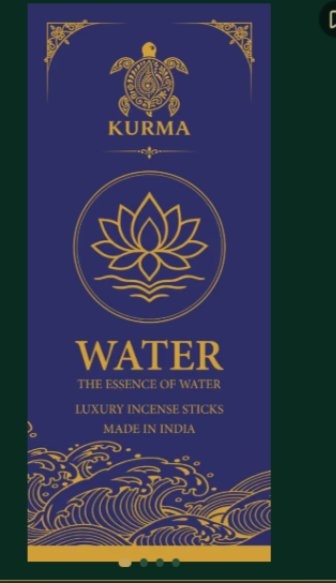 KURMA
WATER
THE ESSENCE OF WATER
LUXURY INCENSE STICKS
MADE IN INDIA